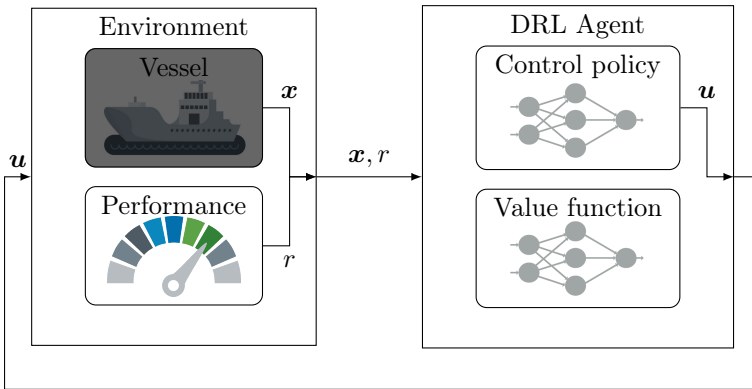 Environment
Vessel
x
u
Performance
r
x, r
DRL Agent
Control policy
u
Value function